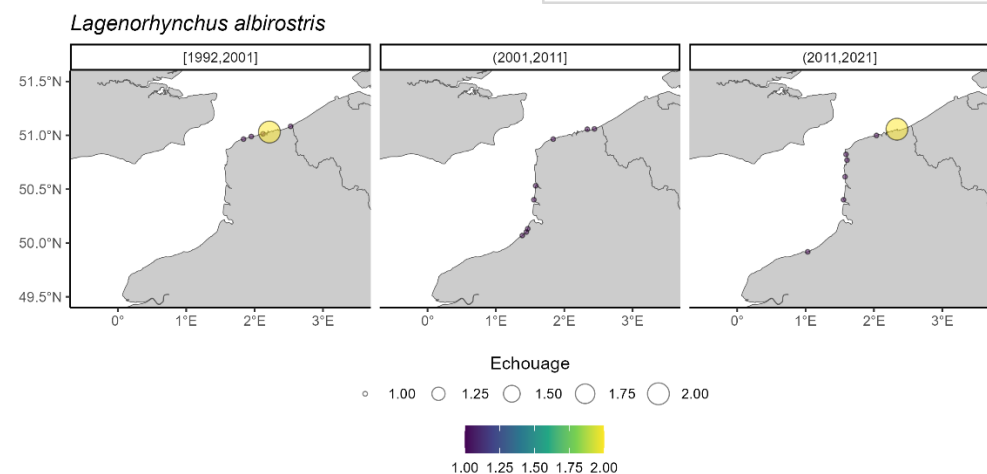 Lagenorhynchus albirostris
[1992,2001] (2001,2011] (2011,2021]
51.5°N
51.0°N
50.5°N
50.0°N
49.5°N
0° 1°E 2°E 3°E 0° 1°E 2°E 3°E 0° 1°E 2°E 3°E
Echouage
1.00 1.25 1.50 1.75 2.00
1.00 1.25 1.50 1.75 2.00